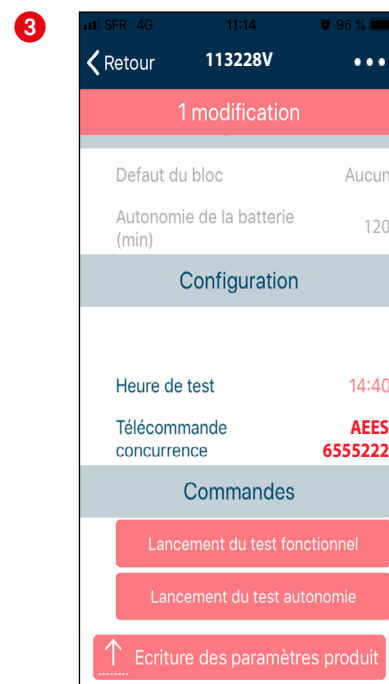 3
SFR 4G 11:14 96 %
Retour 113228V
1 modification
Defaut du bloc Aucun
Autonomie de la batterie
(min) 120
Configuration
Heure de test 14:40
Télécommande AEES
concurrence 6555222
Commandes
Lancement du test fonctionnel
Lancement du test autonomie
Ecriture des paramètres produit